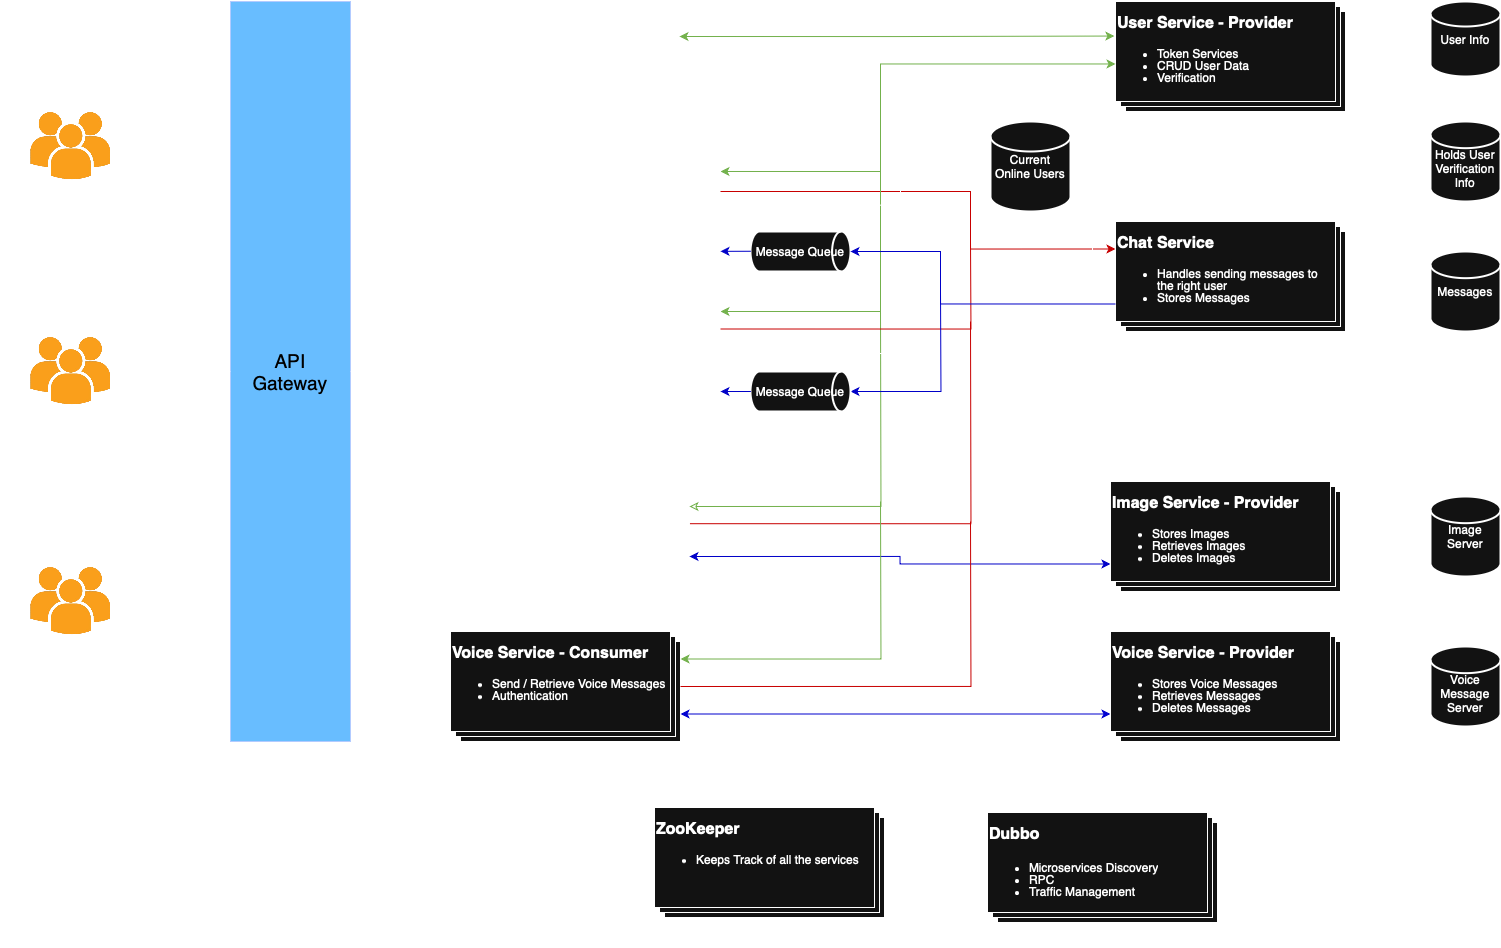 User Service - Provider
Token Services
CRUD User Data
Verification
User Info
Current
Online Users
Holds User
Verification
Info
Message Queue
Chat Service
Handles sending messages to
the right user
Stores Messages
Messages
API
Gateway
Message Queue
Image Service - Provider
Stores Images
Retrieves Images
Deletes Images
Image
Server
Voice Service - Consumer
Send / Retrieve Voice Messages
Authentication
Voice Service - Provider
Stores Voice Messages
Retrieves Messages
Deletes Messages
Voice
Message
Server
ZooKeeper
Keeps Track of all the services
Dubbo
Microservices Discovery
RPC
Traffic Management